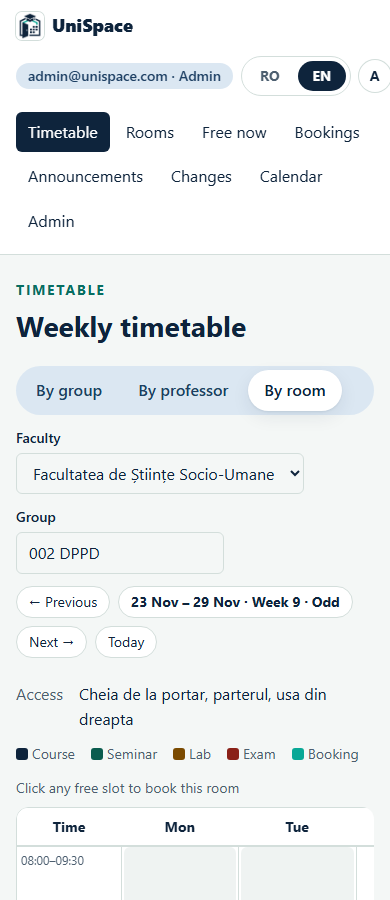 UniSpace
admin@unispace.com · Admin
RO
EN
A
Timetable
Rooms
Free now
Bookings
Announcements
Changes
Calendar
Admin
TIMETABLE
Weekly timetable
By group
By professor
By room
Faculty
Facultatea de Științe Socio-Umane
Group
002 DPPD
← Previous
23 Nov – 29 Nov · Week 9 · Odd
Next →
Today
Access
Cheia de la portar, parterul, usa din
dreapta
Course
Seminar
Lab
Exam
Booking
Click any free slot to book this room
Time
Mon
Tue
08:00–09:30